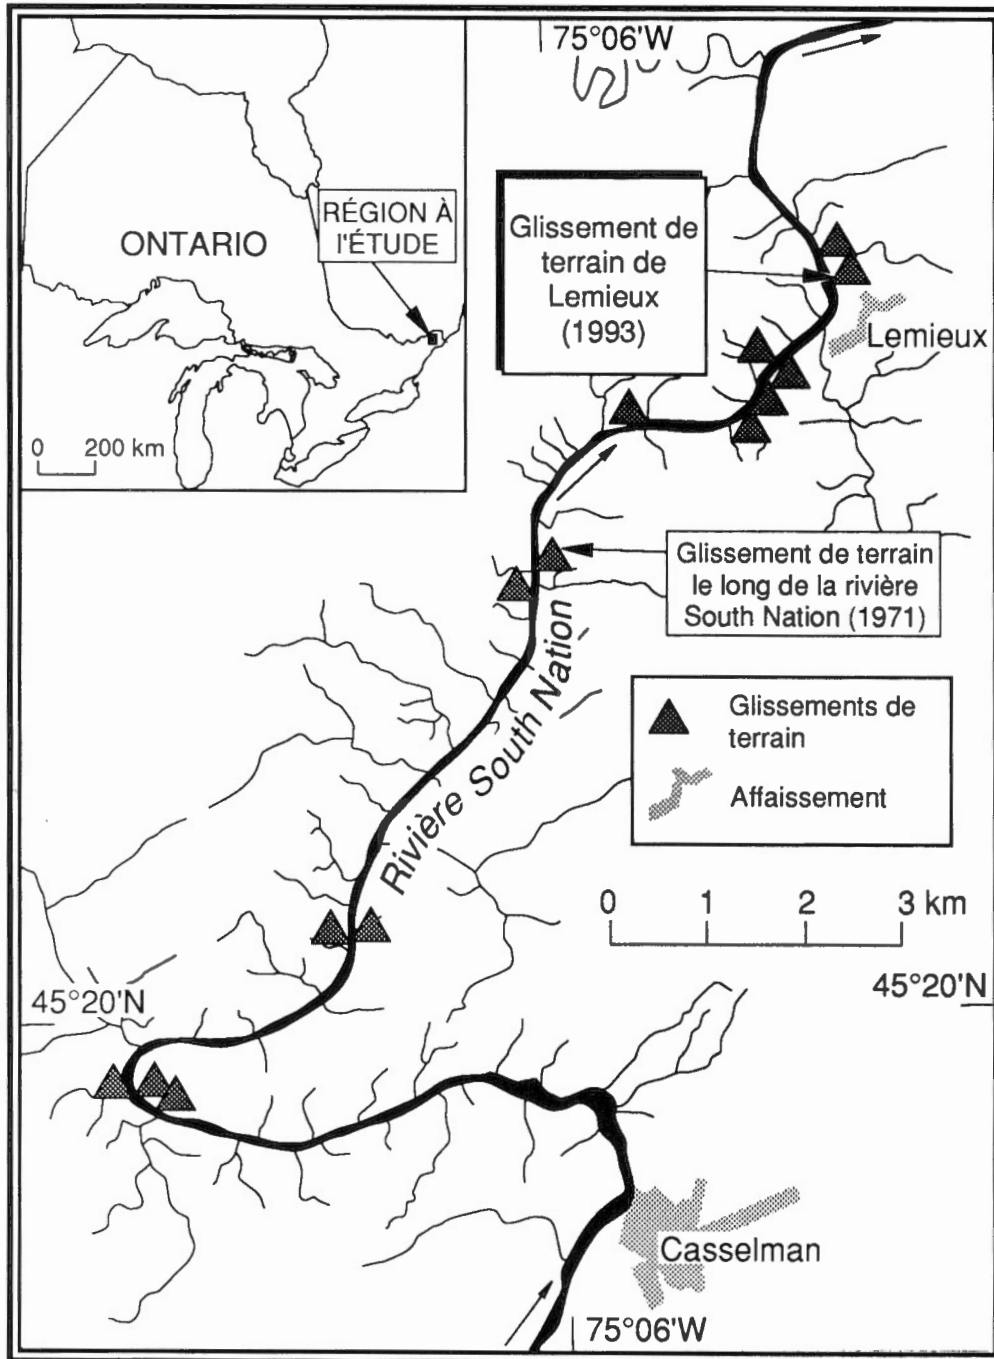 75°06'W
RÉGION À
l'ÉTUDE
ONTARIO
0 200 km
Glissement de
terrain de
Lemieux
(1993)
Lemieux
Glissement de terrain
le long de la rivière
South Nation (1971)
Rivière South Nation
Glissements de
terrain
Affaissement
0 1 2 3 km
45°20'N
45°20'N
Casselman
75°06'W